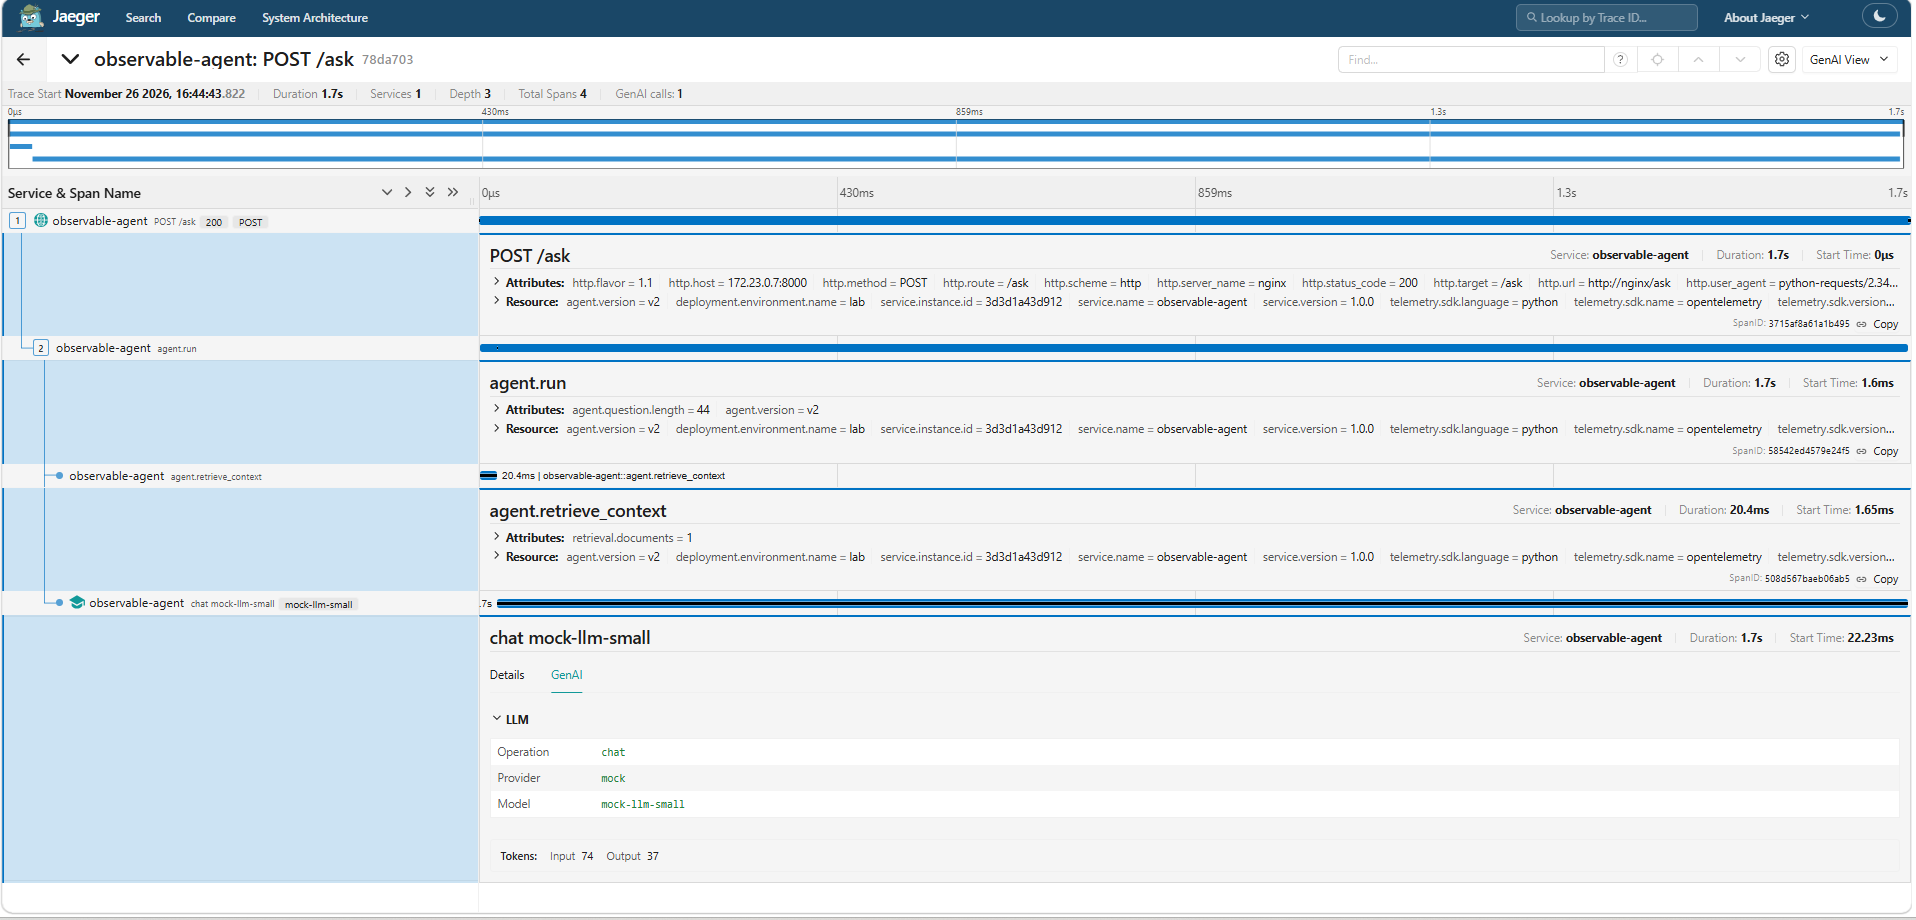 Jaeger Search Compare System Architecture Lookup by Trace ID... About Jaeger
observable-agent: POST /ask 78da703 Find... ? GenAI View
Trace Start November 26 2026, 16:44:43.822 Duration 1.7s Services 1 Depth 3 Total Spans 4 GenAI calls: 1
0μs 430ms 859ms 1.3s 1.7s
Service & Span Name 0μs 430ms 859ms 1.3s 1.7s
1 observable-agent POST /ask 200 POST
POST /ask Service: observable-agent Duration: 1.7s Start Time: 0μs
Attributes: http.flavor = 1.1 http.host = 172.23.0.7:8000 http.method = POST http.route = /ask http.scheme = http http.server_name = nginx http.status_code = 200 http.target = /ask http.url = http://nginx/ask http.user_agent = python-requests/2.34...
Resource: agent.version = v2 deployment.environment.name = lab service.instance.id = 3d3d1a43d912 service.name = observable-agent service.version = 1.0.0 telemetry.sdk.language = python telemetry.sdk.name = opentelemetry telemetry.sdk.version...
SpanID: 3715af8a61a1b495 Copy
2 observable-agent agent.run
agent.run Service: observable-agent Duration: 1.7s Start Time: 1.6ms
Attributes: agent.question.length = 44 agent.version = v2
Resource: agent.version = v2 deployment.environment.name = lab service.instance.id = 3d3d1a43d912 service.name = observable-agent service.version = 1.0.0 telemetry.sdk.language = python telemetry.sdk.name = opentelemetry telemetry.sdk.version...
SpanID: 58542ed4579e24f5 Copy
observable-agent agent.retrieve_context 20.4ms | observable-agent::agent.retrieve_context
agent.retrieve_context Service: observable-agent Duration: 20.4ms Start Time: 1.65ms
Attributes: retrieval.documents = 1
Resource: agent.version = v2 deployment.environment.name = lab service.instance.id = 3d3d1a43d912 service.name = observable-agent service.version = 1.0.0 telemetry.sdk.language = python telemetry.sdk.name = opentelemetry telemetry.sdk.version...
SpanID: 508d567baeb06ab5 Copy
observable-agent chat mock-llm-small mock-llm-small .7s
chat mock-llm-small Service: observable-agent Duration: 1.7s Start Time: 22.23ms
Details GenAI
LLM
Operation chat
Provider mock
Model mock-llm-small
Tokens: Input 74 Output 37